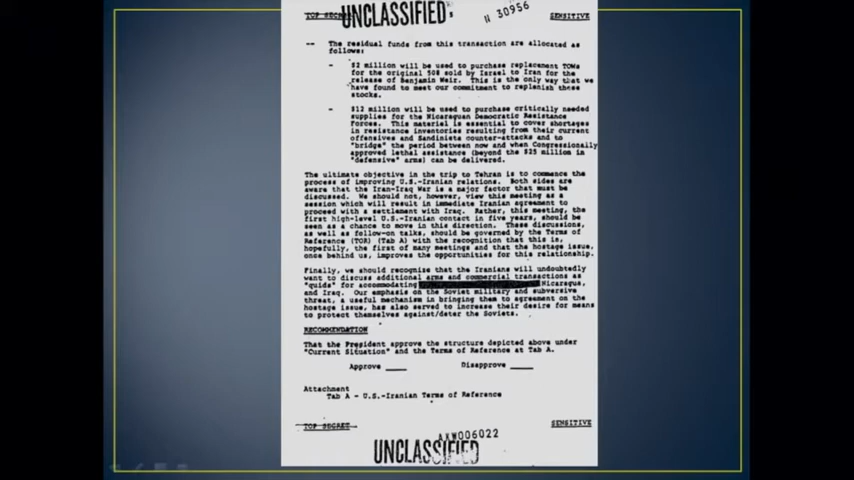 TOP SECRET UNCLASSIFIED 30956 SENSITIVE
-- The residual funds from this transaction are allocated as
follows:
- $2 million will be used to purchase replacement TOWs
for the original 508 sold by Israel to Iran for the
release of Benjamin Weir. This is the only way that we
have found to meet our commitment to replenish these
stocks.
- $12 million will be used to purchase critically needed
supplies for the Nicaraguan Democratic Resistance
Forces. This materiel is essential to cover shortages
in resistance inventories resulting from their current
offensives and Sandinista counter-attacks and to
"bridge" the period between now and when Congressionally
approved lethal assistance (beyond the $25 million in
"defensive" arms) can be delivered.
The ultimate objective in the trip to Tehran is to commence the
process of improving U.S.-Iranian relations. Both sides are
aware that the Iran-Iraq War is a major factor that must be
discussed. We should not, however, view this meeting as a
session which will result in immediate Iranian agreement to
proceed with a settlement with Iraq. Rather, this meeting, the
first high-level U.S.-Iranian contact in five years, should be
seen as a chance to move in this direction. These discussions,
as well as follow-on talks, should be governed by the Terms of
Reference (TOR) (Tab A) with the recognition that this is,
hopefully, the first of many meetings and that the hostage issue,
once behind us, improves the opportunities for this relationship.
Finally, we should recognize that the Iranians will undoubtedly
want to discuss additional arms and commercial transactions as
"quids" for accommodating Nicaragua,
and Iraq. Our emphasis on the Soviet military and subversive
threat, a useful mechanism in bringing them to agreement on the
hostage issue, has also served to increase their desire for means
to protect themselves against/deter the Soviets.
RECOMMENDATION
That the President approve the structure depicted above under
"Current Situation" and the Terms of Reference at Tab A.
Approve ____ Disapprove ____
Attachment
Tab A - U.S.-Iranian Terms of Reference
TOP SECRET SENSITIVE
AKW006022
UNCLASSIFIED